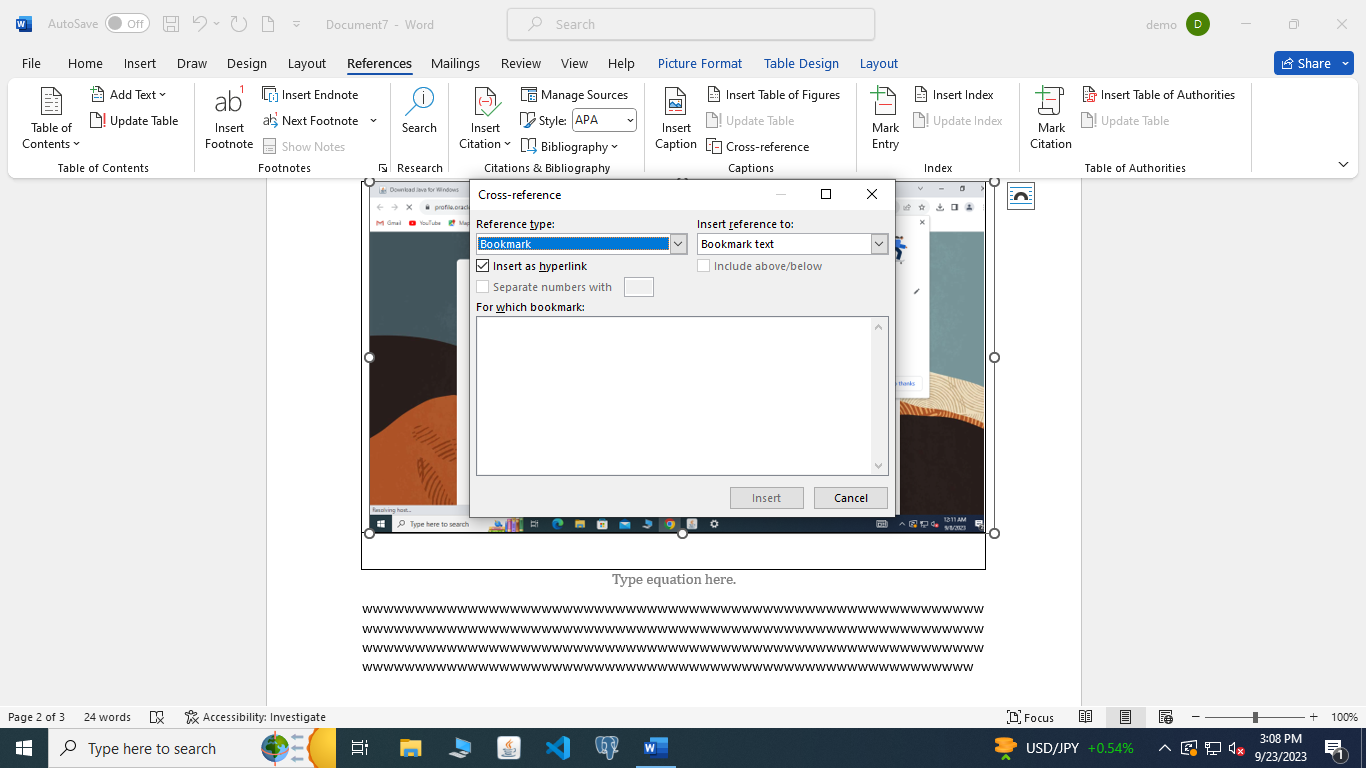 AutoSave Off Document7 - Word Search demo D
File Home Insert Draw Design Layout References Mailings Review View Help Picture Format Table Design Layout Share
Table of Contents
Add Text
Update Table
Table of Contents
ab
Insert Footnote
Insert Endnote
Next Footnote
Show Notes
Footnotes
Search
Research
Insert Citation
Manage Sources
Style: APA
Bibliography
Citations & Bibliography
Insert Caption
Insert Table of Figures
Update Table
Cross-reference
Captions
Mark Entry
Insert Index
Update Index
Index
Mark Citation
Insert Table of Authorities
Update Table
Table of Authorities
Download Java for Windows
profile.oracl
Gmail YouTube Map
Cross-reference
Reference type: Insert reference to:
Bookmark Bookmark text
Insert as hyperlink Include above/below
Separate numbers with
For which bookmark:
Insert Cancel
thanks
Resolving host...
Type here to search
12:11 AM
9/8/2023
Type equation here.
Page 2 of 3 24 words Accessibility: Investigate Focus 100%
Type here to search USD/JPY +0.54% 3:08 PM
9/23/2023
1